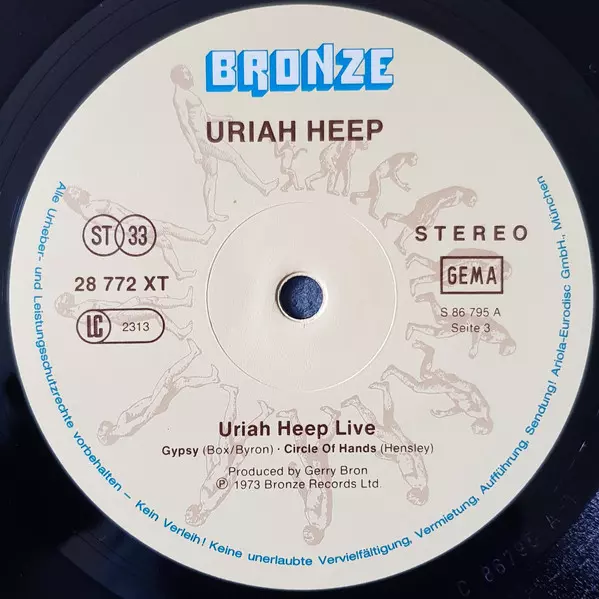 BRONZE
URIAH HEEP
ST 33
STEREO
28 772 XT
GEMA
LC 2313
S 86 795 A
Seite 3
Uriah Heep Live
Gypsy (Box/Byron) · Circle Of Hands (Hensley)
Produced by Gerry Bron
℗ 1973 Bronze Records Ltd.
Alle Urheber- und Leistungsschutzrechte vorbehalten – Kein Verleih! Keine unerlaubte Vervielfältigung, Vermietung, Aufführung, Sendung! Ariola-Eurodisc GmbH., München